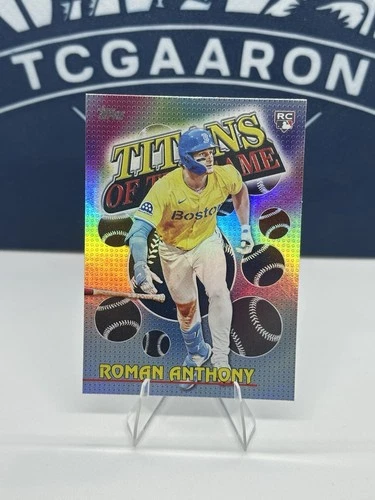 TCGAARON
Topps
RC
TITANS
OF THE GAME
B
Boston
ROMAN ANTHONY